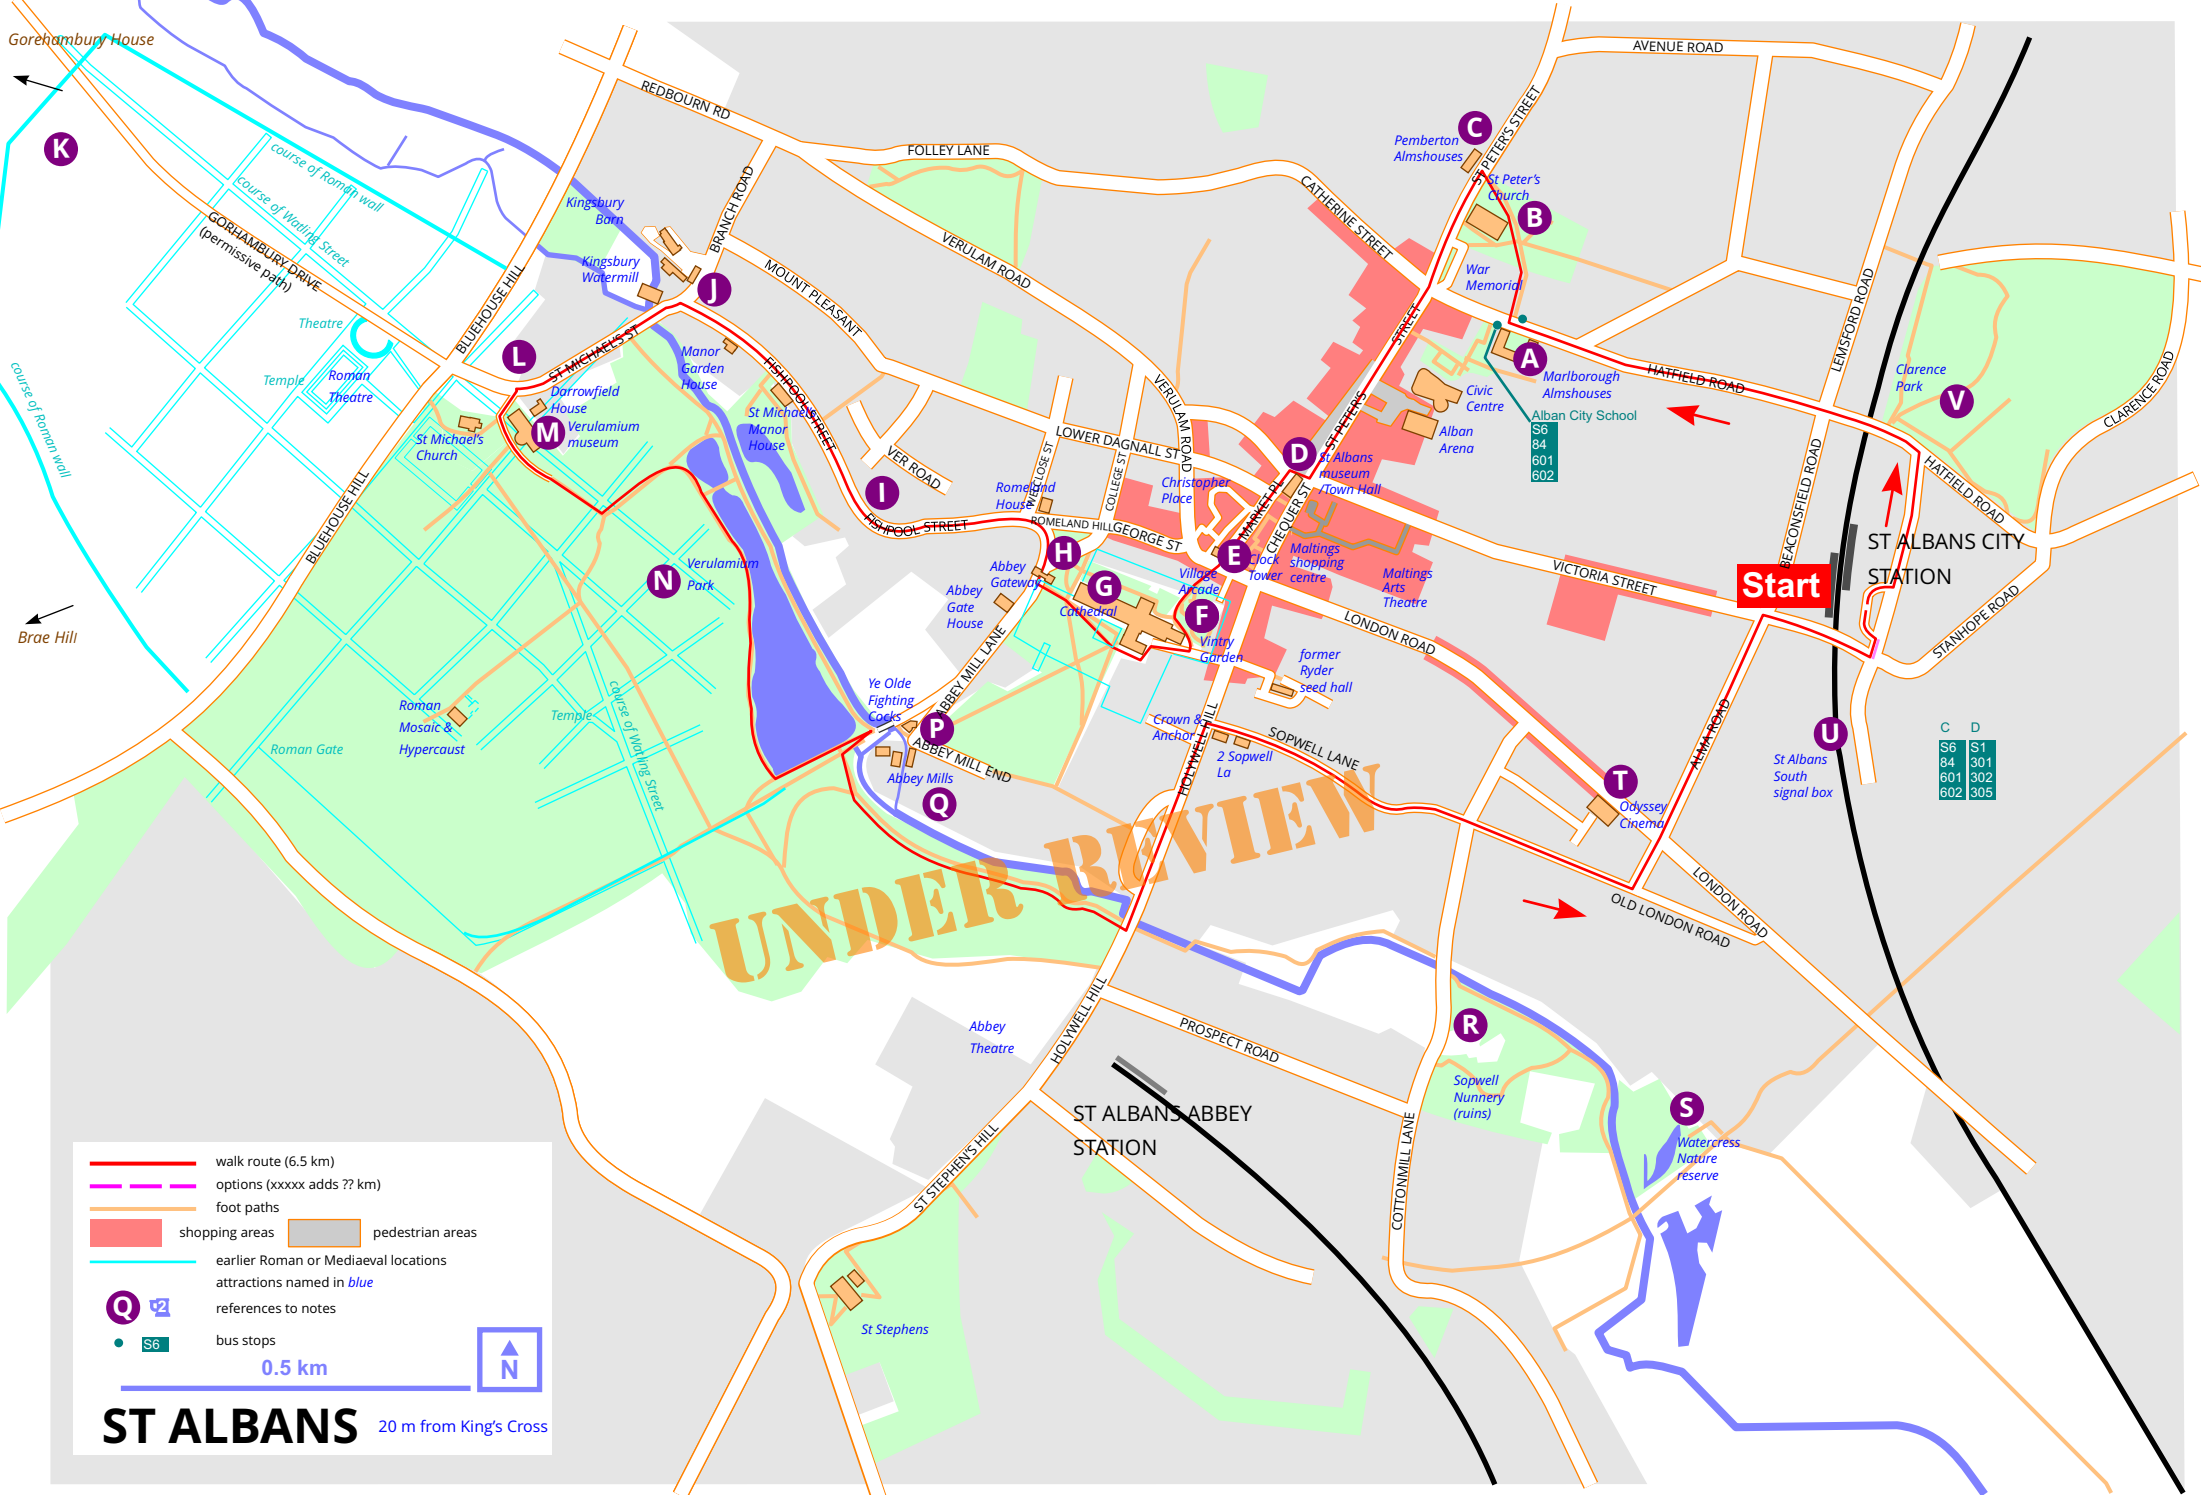 Gorehambury House
K
REDBOURN RD
AVENUE ROAD
FOLLEY LANE
C
Pemberton
Almshouses
ST PETER'S STREET
St Peter's
Church
B
CATHERINE STREET
War
Memorial
course of Roman wall
course of Watling Street
GORHAMBURY DRIVE
(permissive path)
Kingsbury
Barn
Kingsbury
Watermill
BRANCH ROAD
J
MOUNT PLEASANT
VERULAM ROAD
BLUEHOUSE HILL
Theatre
Temple
Roman
Theatre
course of Roman wall
L
ST MICHAEL'S ST
Darrowfield
House
M
Verulamium
museum
St Michael's
Church
Manor
Garden
House
FISHPOOL STREET
St Michael's
Manor
House
VER ROAD
I
FISHPOOL STREET
LOWER DAGNALL ST
VERULAM ROAD
COLLEGE ST
Romeland
House
ROMELAND HILL
GEORGE ST
Christopher
Place
D
St Albans
museum
/Town Hall
STREET
ST PETER'S
MARKET PL
CHEQUER ST
E
Clock
Tower
Maltings
shopping
centre
Maltings
Arts
Theatre
Village
Arcade
F
Vintry
Garden
G
Cathedral
H
Abbey
Gateway
Abbey
Gate
House
A
Marlborough
Almshouses
Civic
Centre
Alban
Arena
Alban City School
S6
84
601
602
HATFIELD ROAD
LEMSFORD ROAD
Clarence
Park
V
CLARENCE ROAD
HATFIELD ROAD
BEACONSFIELD ROAD
ST ALBANS CITY
STATION
Start
VICTORIA STREET
STANHOPE ROAD
LONDON ROAD
former
Ryder
seed hall
BLUEHOUSE HILL
N
Verulamium
Park
Brae Hill
Roman
Mosaic &
Hypercaust
Roman Gate
Temple
course of Watling Street
Ye Olde
Fighting
Cocks
P
ABBEY MILL LANE
ABBEY MILL END
Abbey Mills
Q
Crown &
Anchor
2 Sopwell
La
SOPWELL LANE
HOLYWELL HILL
ALMA ROAD
T
Odyssey
Cinema
U
St Albans
South
signal box
C D
S6 S1
84 301
601 302
602 305
UNDER REVIEW
OLD LONDON ROAD
LONDON ROAD
Abbey
Theatre
HOLYWELL HILL
PROSPECT ROAD
R
Sopwell
Nunnery
(ruins)
S
Watercress
Nature
reserve
ST ALBANS ABBEY
STATION
COTTONMILL LANE
ST STEPHEN'S HILL
St Stephens
walk route (6.5 km)
options (xxxxx adds ?? km)
foot paths
shopping areas
pedestrian areas
earlier Roman or Mediaeval locations
attractions named in blue
Q 2
references to notes
S6
bus stops
0.5 km
N
ST ALBANS
20 m from King's Cross